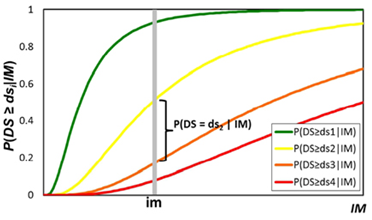 P(DS ≥ dsᵢ|IM)
1
0.8
0.6
0.4
0.2
0
P(DS = ds₂ | IM)
P(DS≥ds1|IM)
P(DS≥ds2|IM)
P(DS≥ds3|IM)
P(DS≥ds4|IM)
im
IM